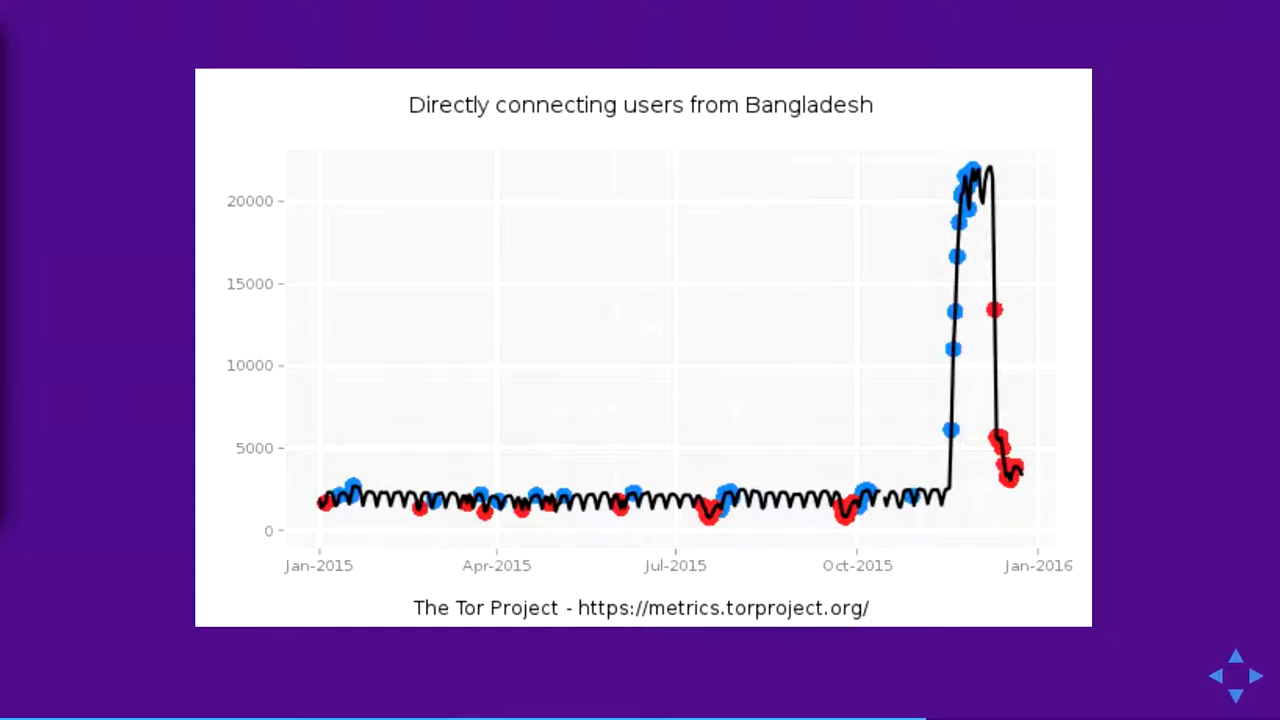 Directly connecting users from Bangladesh
20000
15000
10000
5000
0
Jan-2015 Apr-2015 Jul-2015 Oct-2015 Jan-2016
The Tor Project - https://metrics.torproject.org/